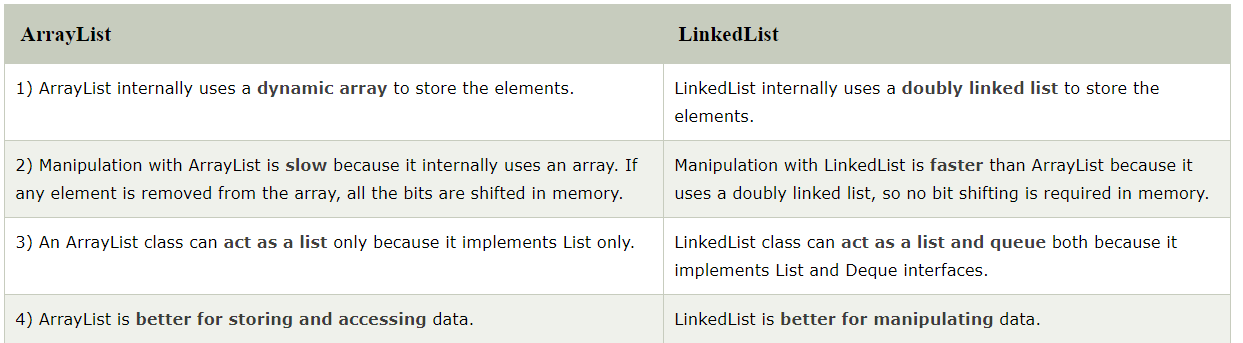 ArrayList
LinkedList
1) ArrayList internally uses a dynamic array to store the elements.
LinkedList internally uses a doubly linked list to store the
elements.
2) Manipulation with ArrayList is slow because it internally uses an array. If
any element is removed from the array, all the bits are shifted in memory.
Manipulation with LinkedList is faster than ArrayList because it
uses a doubly linked list, so no bit shifting is required in memory.
3) An ArrayList class can act as a list only because it implements List only.
LinkedList class can act as a list and queue both because it
implements List and Deque interfaces.
4) ArrayList is better for storing and accessing data.
LinkedList is better for manipulating data.